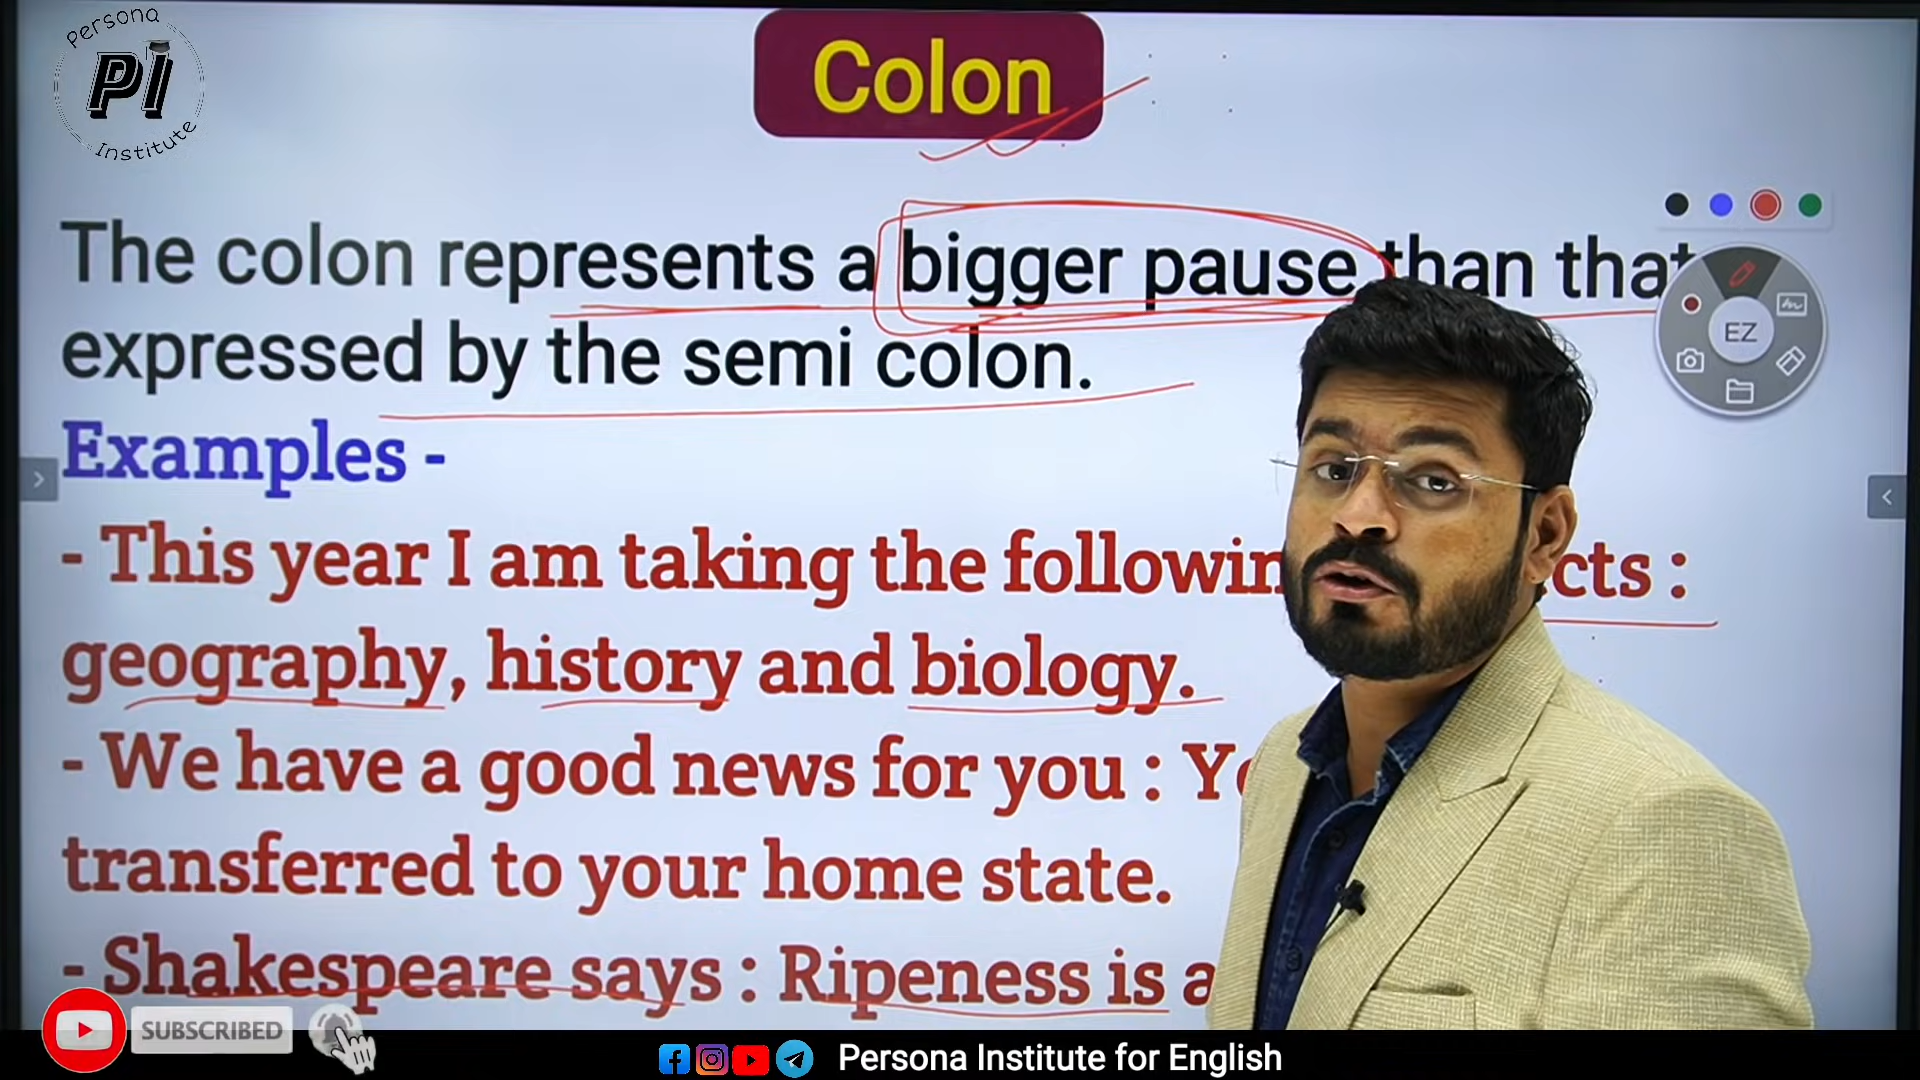 Persona
PI
Institute
Colon
The colon represents a bigger pause than that
expressed by the semi colon.
EZ
Examples -
- This year I am taking the following :
geography, history and biology.
- We have a good news for you :
transferred to your home state.
- Shakespeare says : Ripeness is
SUBSCRIBED
Persona Institute for English